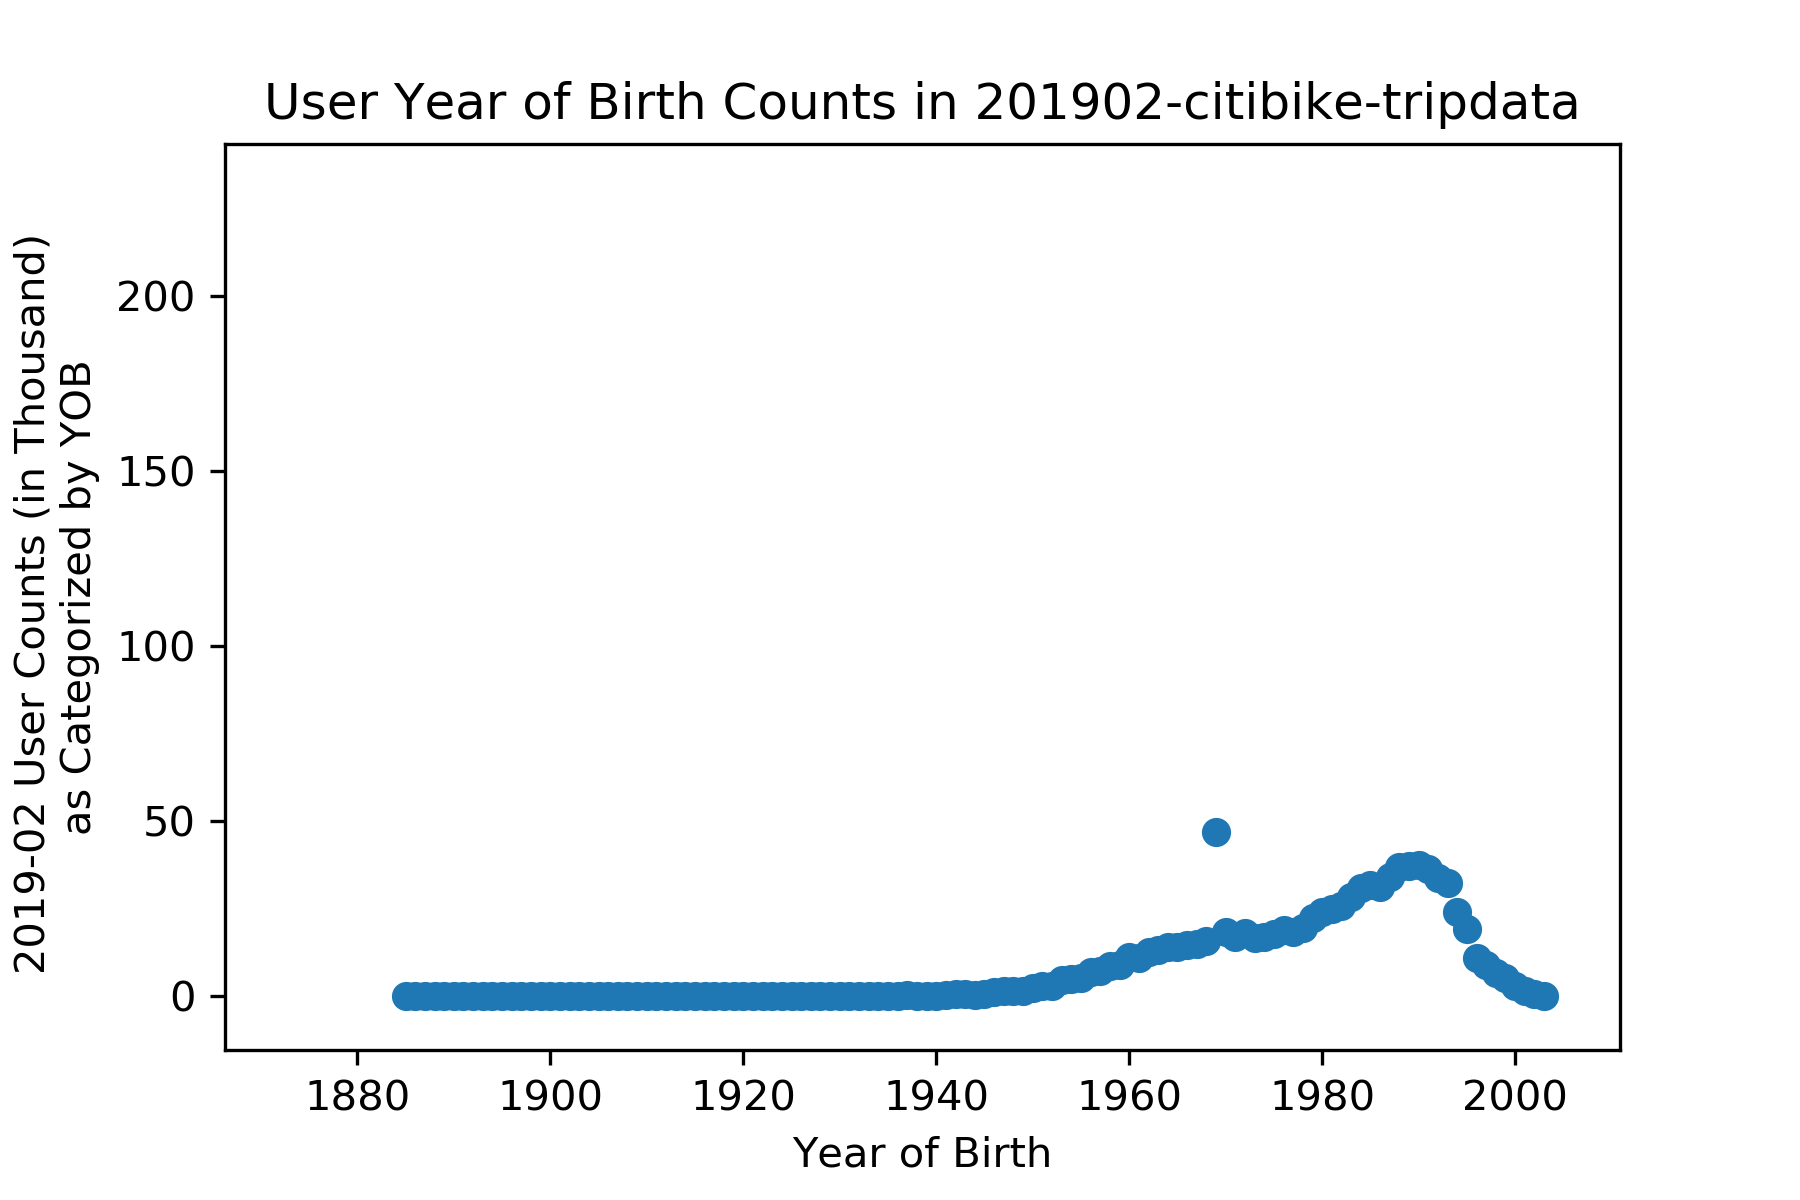 User Year of Birth Counts in 201902-citibike-tripdata
2019-02 User Counts (in Thousand)
as Categorized by YOB
200
150
100
50
0
1880 1900 1920 1940 1960 1980 2000
Year of Birth